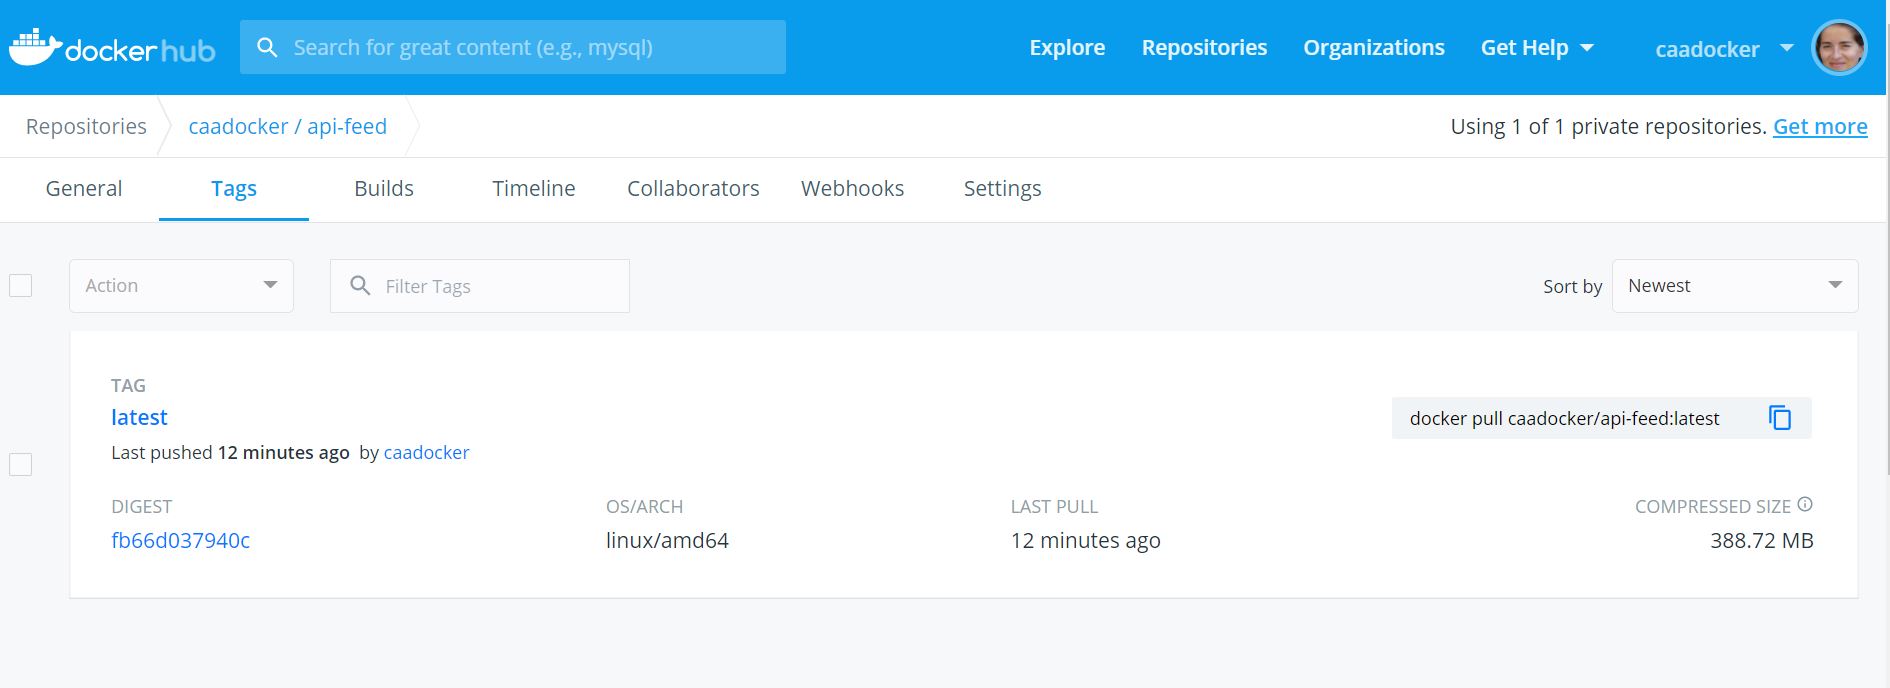 docker hub
Search for great content (e.g., mysql)
Explore
Repositories
Organizations
Get Help
caadocker
Repositories
caadocker / api-feed
Using 1 of 1 private repositories. Get more
General
Tags
Builds
Timeline
Collaborators
Webhooks
Settings
Action
Filter Tags
Sort by
Newest
TAG
latest
docker pull caadocker/api-feed:latest
Last pushed 12 minutes ago by caadocker
DIGEST
OS/ARCH
LAST PULL
COMPRESSED SIZE
fb66d037940c
linux/amd64
12 minutes ago
388.72 MB